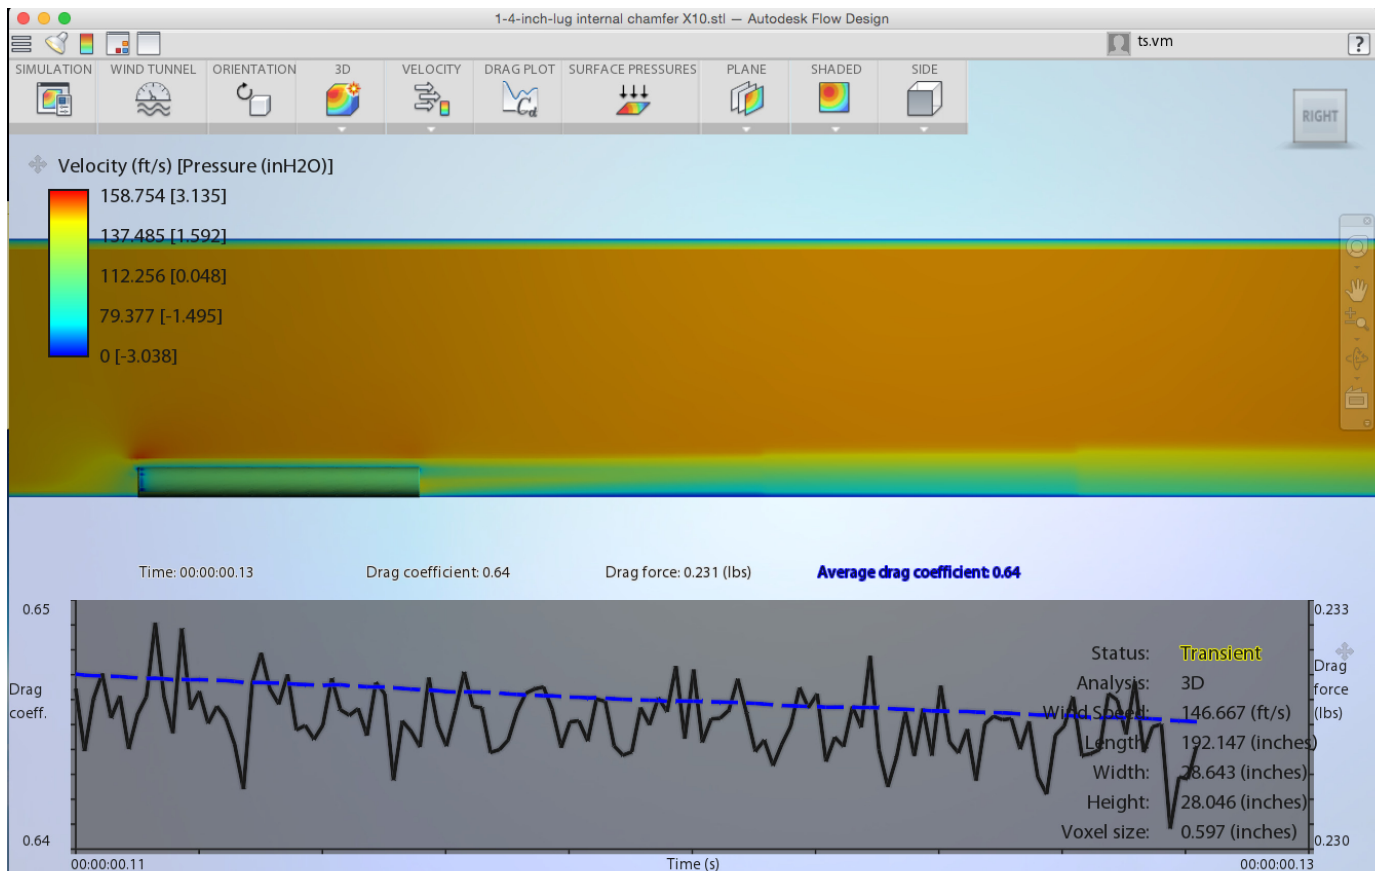 1-4-inch-lug internal chamfer X10.stl — Autodesk Flow Design
ts.vm
?
SIMULATION WIND TUNNEL ORIENTATION 3D VELOCITY DRAG PLOT SURFACE PRESSURES PLANE SHADED SIDE
Cd
RIGHT
Velocity (ft/s) [Pressure (inH2O)]
158.754 [3.135]
137.485 [1.592]
112.256 [0.048]
79.377 [-1.495]
0 [-3.038]
Time: 00:00:00.13 Drag coefficient: 0.64 Drag force: 0.231 (lbs) Average drag coefficient: 0.64
0.65
0.64
Drag
coeff.
0.233
0.230
Drag
force
(lbs)
Status: Transient
Analysis: 3D
Wind Speed: 146.667 (ft/s)
Length: 192.147 (inches)
Width: 28.643 (inches)
Height: 28.046 (inches)
Voxel size: 0.597 (inches)
00:00:00.11 Time (s) 00:00:00.13